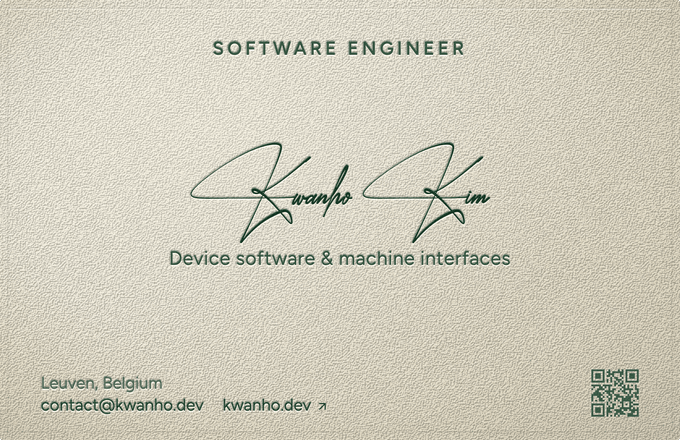 SOFTWARE ENGINEER
Kwanho Kim
Device software & machine interfaces
Leuven, Belgium
contact@kwanho.dev kwanho.dev ↗